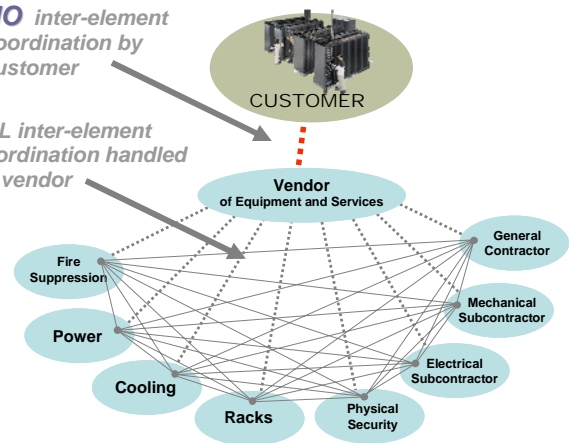 NO inter-element
oordination by
ustomer
CUSTOMER
L inter-element
ordination handled
vendor
Vendor
of Equipment and Services
General
Contractor
Fire
Suppression
Mechanical
Subcontractor
Power
Electrical
Subcontractor
Cooling
Racks
Physical
Security